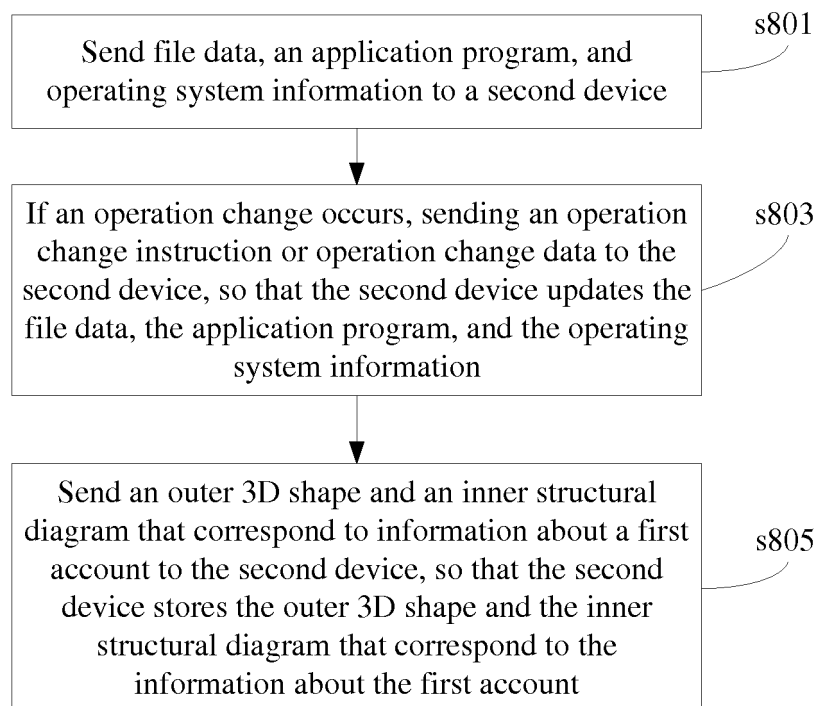 s801
Send file data, an application program, and
operating system information to a second device
s803
If an operation change occurs, sending an operation
change instruction or operation change data to the
second device, so that the second device updates the
file data, the application program, and the operating
system information
s805
Send an outer 3D shape and an inner structural
diagram that correspond to information about a first
account to the second device, so that the second
device stores the outer 3D shape and the inner
structural diagram that correspond to the
information about the first account